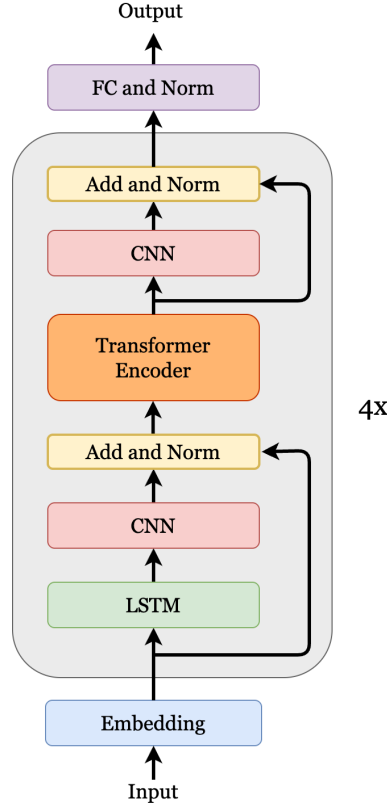 Output
FC and Norm
Add and Norm
CNN
Transformer
Encoder
4x
Add and Norm
CNN
LSTM
Embedding
Input